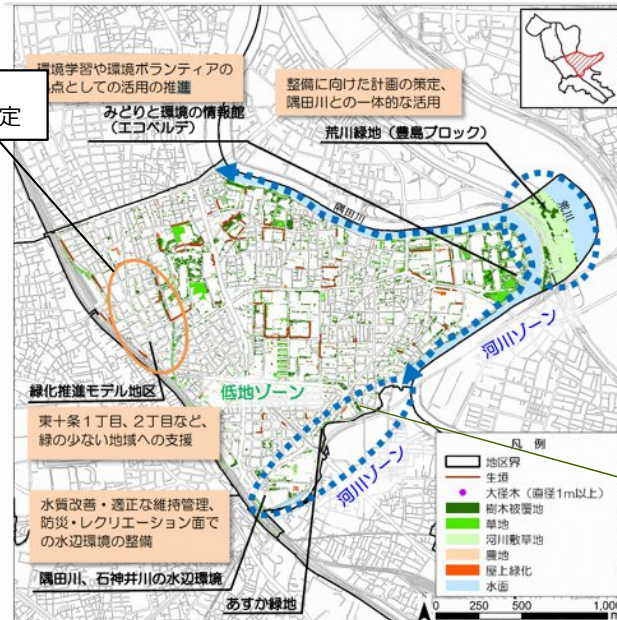 環境学習や環境ボランティアの
点としての活用の推進
定
みどりと環境の情報館
（エコベルデ）
整備に向けた計画の策定、
隅田川との一体的な活用
荒川緑地（豊島ブロック）
隅田川
荒川
河川ゾーン
緑化推進モデル地区
低地ゾーン
東十条１丁目、２丁目など、
緑の少ない地域への支援
河川ゾーン
水質改善・適正な維持管理、
防災・レクリエーション面で
の水辺環境の整備
隅田川、石神井川の水辺環境
あすか緑地
凡 例
地区界
生垣
大径木（直径1m以上）
樹木被覆地
草地
河川敷草地
農地
屋上緑化
水面
0 250 500 1,000
m